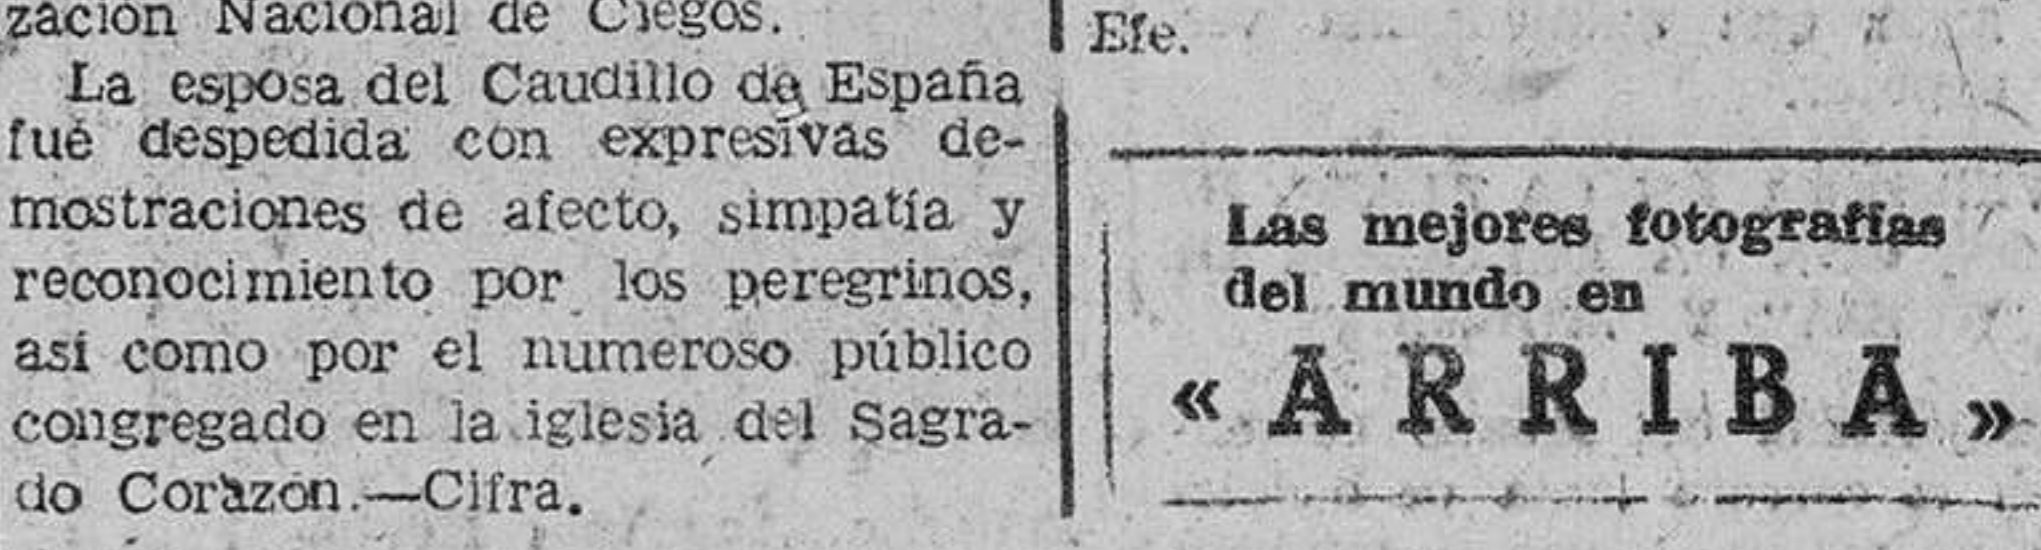 zación Nacional de Ciegos.
La esposa del Caudillo de España
fué despedida con expresivas de-
mostraciones de afecto, simpatía y
reconocimiento por los peregrinos,
así como por el numeroso público
congregado en la iglesia del Sagra-
do Corazón.—Cifra.
Efe.
Las mejores fotografías
del mundo en
« A R R I B A »